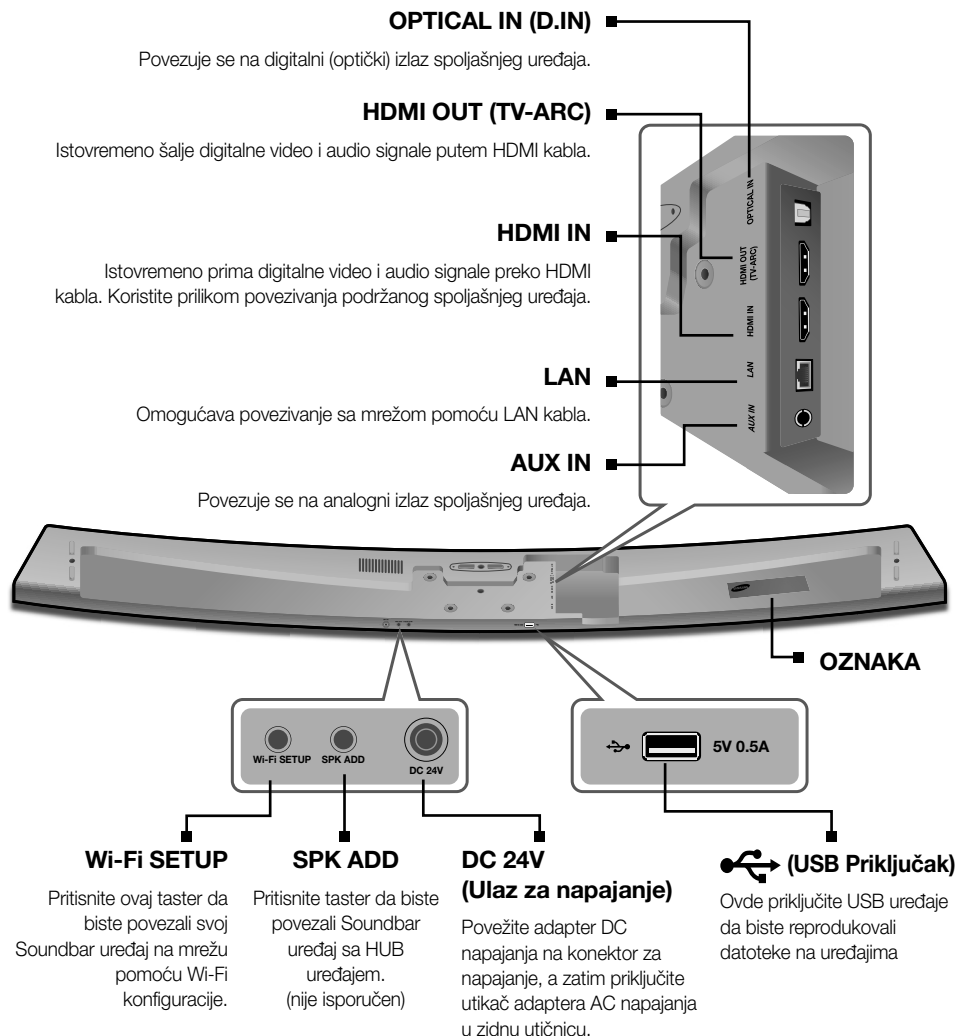 OPTICAL IN (D.IN)
Povezuje se na digitalni (optički) izlaz spoljašnjeg uređaja.
HDMI OUT (TV-ARC)
Istovremeno šalje digitalne video i audio signale putem HDMI kabla.
HDMI IN
Istovremeno prima digitalne video i audio signale preko HDMI
kabla. Koristite prilikom povezivanja podržanog spoljašnjeg uređaja.
LAN
Omogućava povezivanje sa mrežom pomoću LAN kabla.
AUX IN
Povezuje se na analogni izlaz spoljašnjeg uređaja.
OPTICAL IN
HDMI OUT
(TV-ARC)
HDMI IN
LAN
AUX IN
OZNAKA
Wi-Fi SETUP
SPK ADD
DC 24V
5V 0.5A
Wi-Fi SETUP
Pritisnite ovaj taster da
biste povezali svoj
Soundbar uređaj na mrežu
pomoću Wi-Fi
konfiguracije.
SPK ADD
Pritisnite taster da biste
povezali Soundbar
uređaj sa HUB
uređajem.
(nije isporučen)
DC 24V
(Ulaz za napajanje)
Povežite adapter DC
napajanja na konektor za
napajanje, a zatim priključite
utikač adaptera AC napajanja
u zidnu utičnicu.
(USB Priključak)
Ovde priključite USB uređaje
da biste reprodukovali
datoteke na uređajima